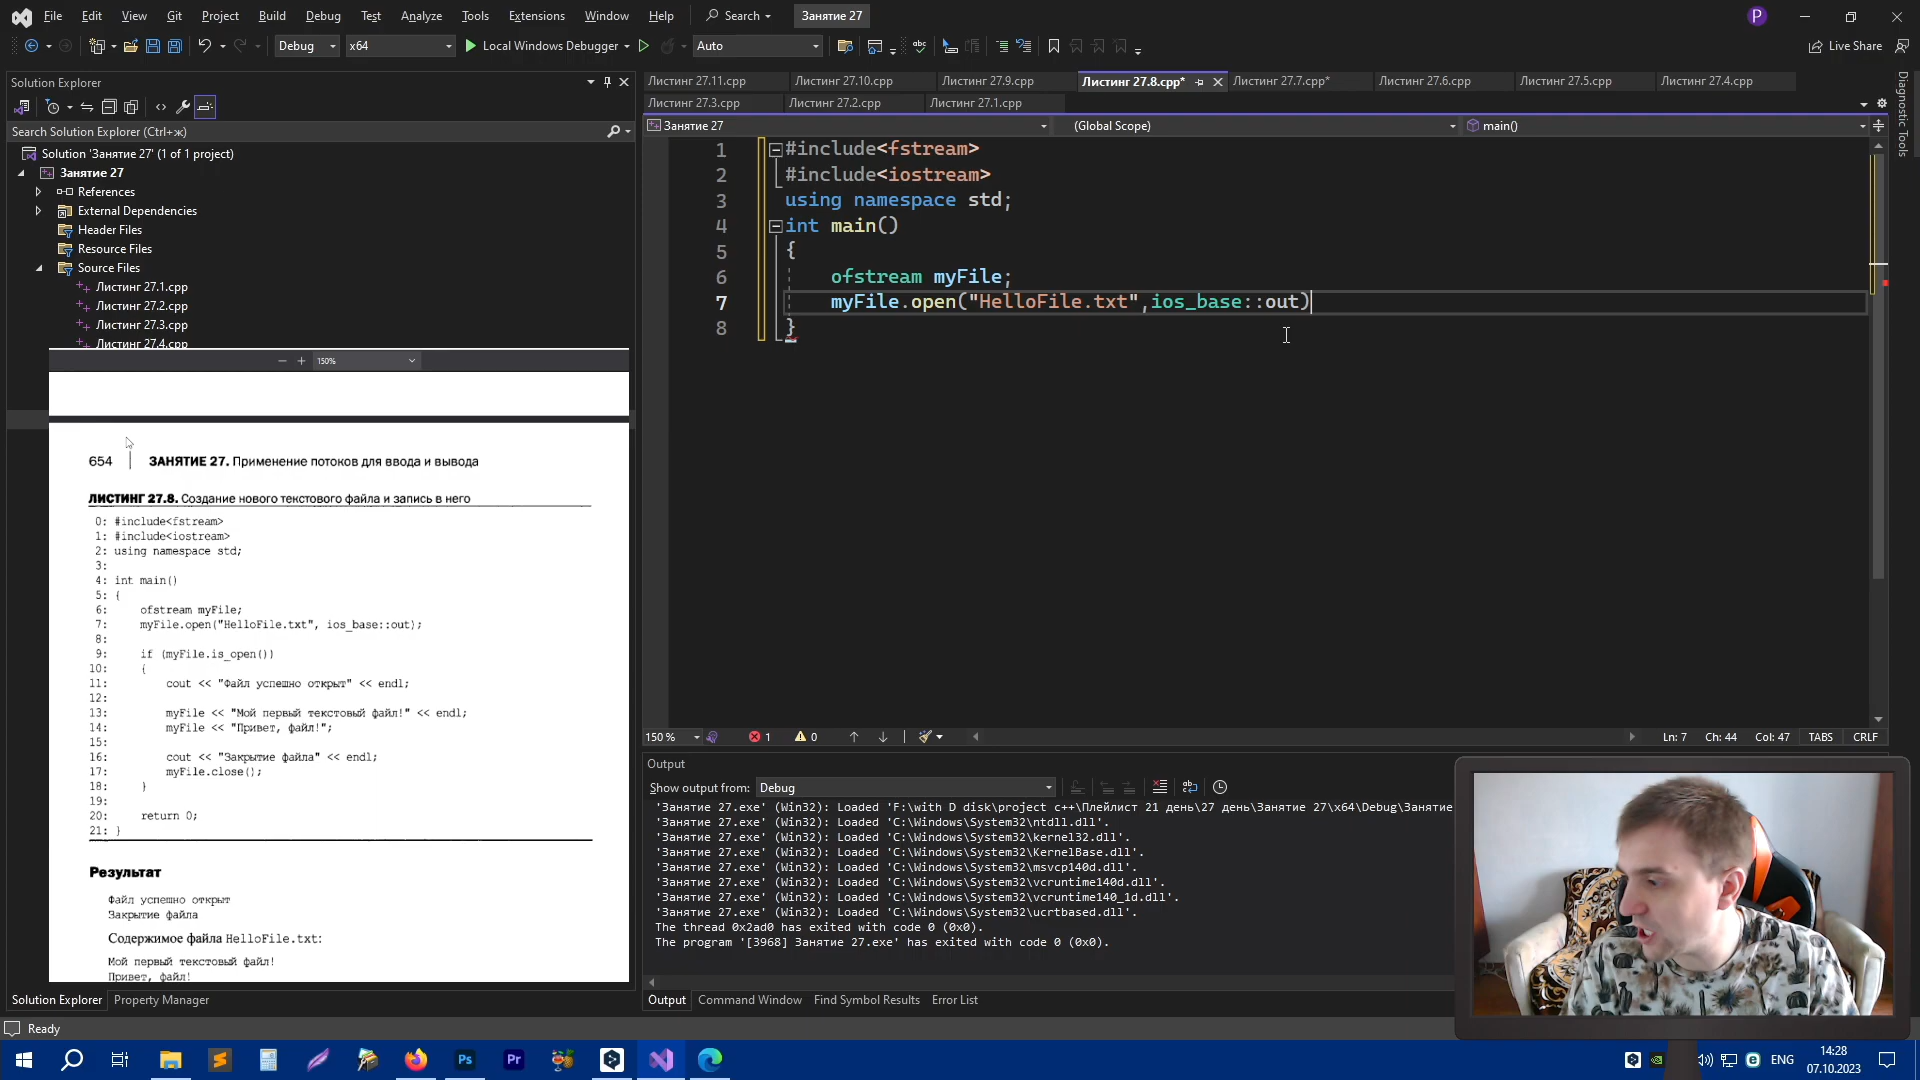 File Edit View Git Project Build Debug Test Analyze Tools Extensions Window Help Search Занятие 27 P
Debug x64 Local Windows Debugger Auto Live Share
Solution Explorer
Search Solution Explorer (Ctrl+ж)
Solution 'Занятие 27' (1 of 1 project)
Занятие 27
References
External Dependencies
Header Files
Resource Files
Source Files
Листинг 27.1.cpp
Листинг 27.2.cpp
Листинг 27.3.cpp
Листинг 27.4.cpp
150%
654 ЗАНЯТИЕ 27. Применение потоков для ввода и вывода
ЛИСТИНГ 27.8. Создание нового текстового файла и запись в него
0: #include<fstream>
1: #include<iostream>
2: using namespace std;
3:
4: int main()
5: {
6: ofstream myFile;
7: myFile.open("HelloFile.txt", ios_base::out);
8:
9: if (myFile.is_open())
10: {
11: cout << "Файл успешно открыт" << endl;
12:
13: myFile << "Мой первый текстовый файл!" << endl;
14: myFile << "Привет, файл!";
15:
16: cout << "Закрытие файла" << endl;
17: myFile.close();
18: }
19:
20: return 0;
21: }
Результат
Файл успешно открыт
Закрытие файла
Содержимое файла HelloFile.txt:
Мой первый текстовый файл!
Привет, файл!
Solution Explorer Property Manager
Листинг 27.11.cpp Листинг 27.10.cpp Листинг 27.9.cpp Листинг 27.8.cpp* Листинг 27.7.cpp* Листинг 27.6.cpp Листинг 27.5.cpp Листинг 27.4.cpp
Листинг 27.3.cpp Листинг 27.2.cpp Листинг 27.1.cpp
Занятие 27 (Global Scope) main()
1 #include<fstream>
2 #include<iostream>
3 using namespace std;
4 int main()
5 {
6 ofstream myFile;
7 myFile.open("HelloFile.txt",ios_base::out)
8 }
150 % 1 0 Ln: 7 Ch: 44 Col: 47 TABS CRLF
Output
Show output from: Debug
'Занятие 27.exe' (Win32): Loaded 'F:\with D disk\project c++\Плейлист 21 день\27 день\Занятие 27\x64\Debug\Занятие
'Занятие 27.exe' (Win32): Loaded 'C:\Windows\System32\ntdll.dll'.
'Занятие 27.exe' (Win32): Loaded 'C:\Windows\System32\kernel32.dll'.
'Занятие 27.exe' (Win32): Loaded 'C:\Windows\System32\KernelBase.dll'.
'Занятие 27.exe' (Win32): Loaded 'C:\Windows\System32\msvcp140d.dll'.
'Занятие 27.exe' (Win32): Loaded 'C:\Windows\System32\vcruntime140d.dll'.
'Занятие 27.exe' (Win32): Loaded 'C:\Windows\System32\vcruntime140_1d.dll'.
'Занятие 27.exe' (Win32): Loaded 'C:\Windows\System32\ucrtbased.dll'.
The thread 0x2ad0 has exited with code 0 (0x0).
The program '[3968] Занятие 27.exe' has exited with code 0 (0x0).
Output Command Window Find Symbol Results Error List
Diagnostic Tools
Ready
Ps Pr ENG 14:28
07.10.2023